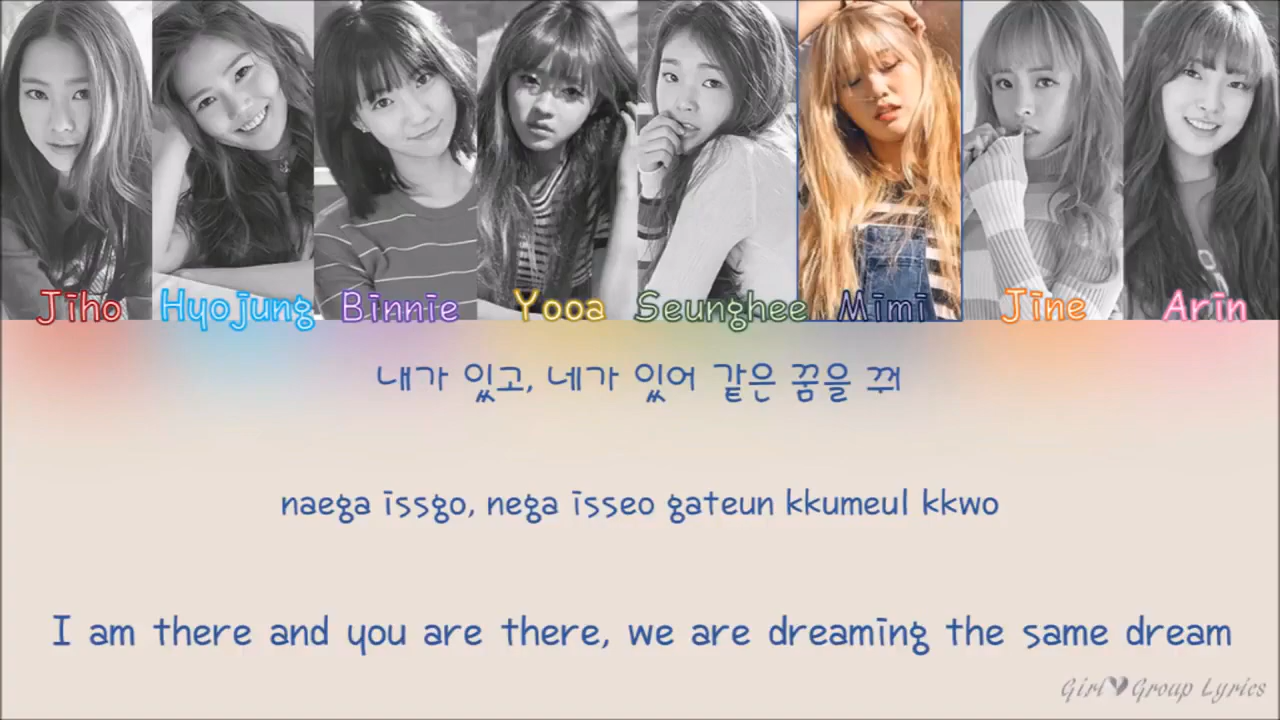 Jiho Hyojung Binnie Yooa Seunghee Mimi Jine Arin
내가 있고, 네가 있어 같은 꿈을 꿔
naega issgo, nega isseo gateun kkumeul kkwo
I am there and you are there, we are dreaming the same dream
Girl Group Lyrics